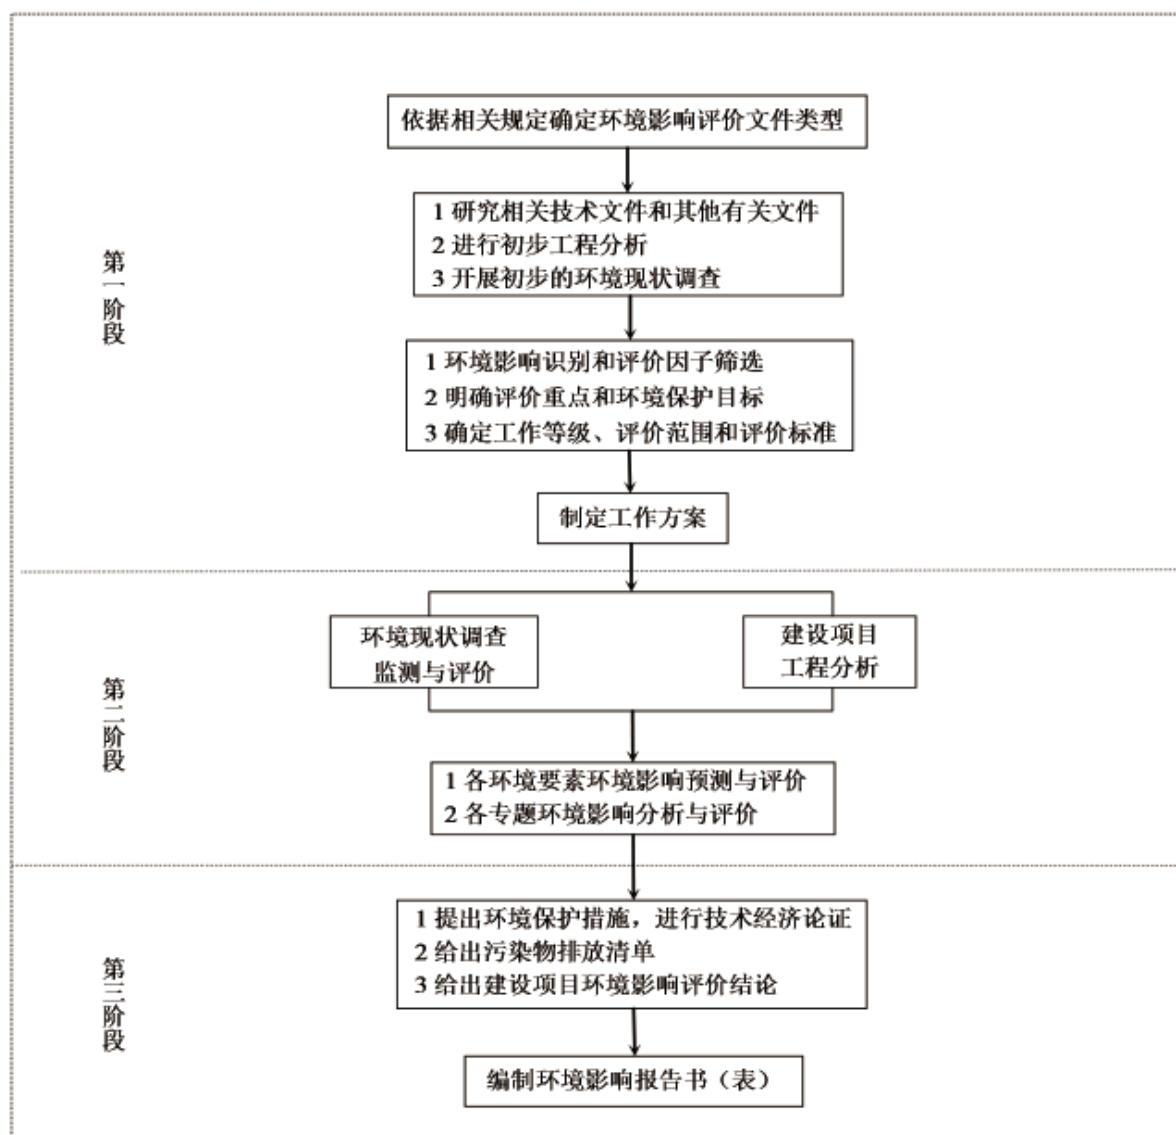 依据相关规定确定环境影响评价文件类型
1 研究相关技术文件和其他有关文件
2 进行初步工程分析
3 开展初步的环境现状调查
第一阶段
1 环境影响识别和评价因子筛选
2 明确评价重点和环境保护目标
3 确定工作等级、评价范围和评价标准
制定工作方案
环境现状调查
监测与评价
建设项目
工程分析
第二阶段
1 各环境要素环境影响预测与评价
2 各专题环境影响分析与评价
1 提出环境保护措施，进行技术经济论证
2 给出污染物排放清单
3 给出建设项目环境影响评价结论
第三阶段
编制环境影响报告书（表）